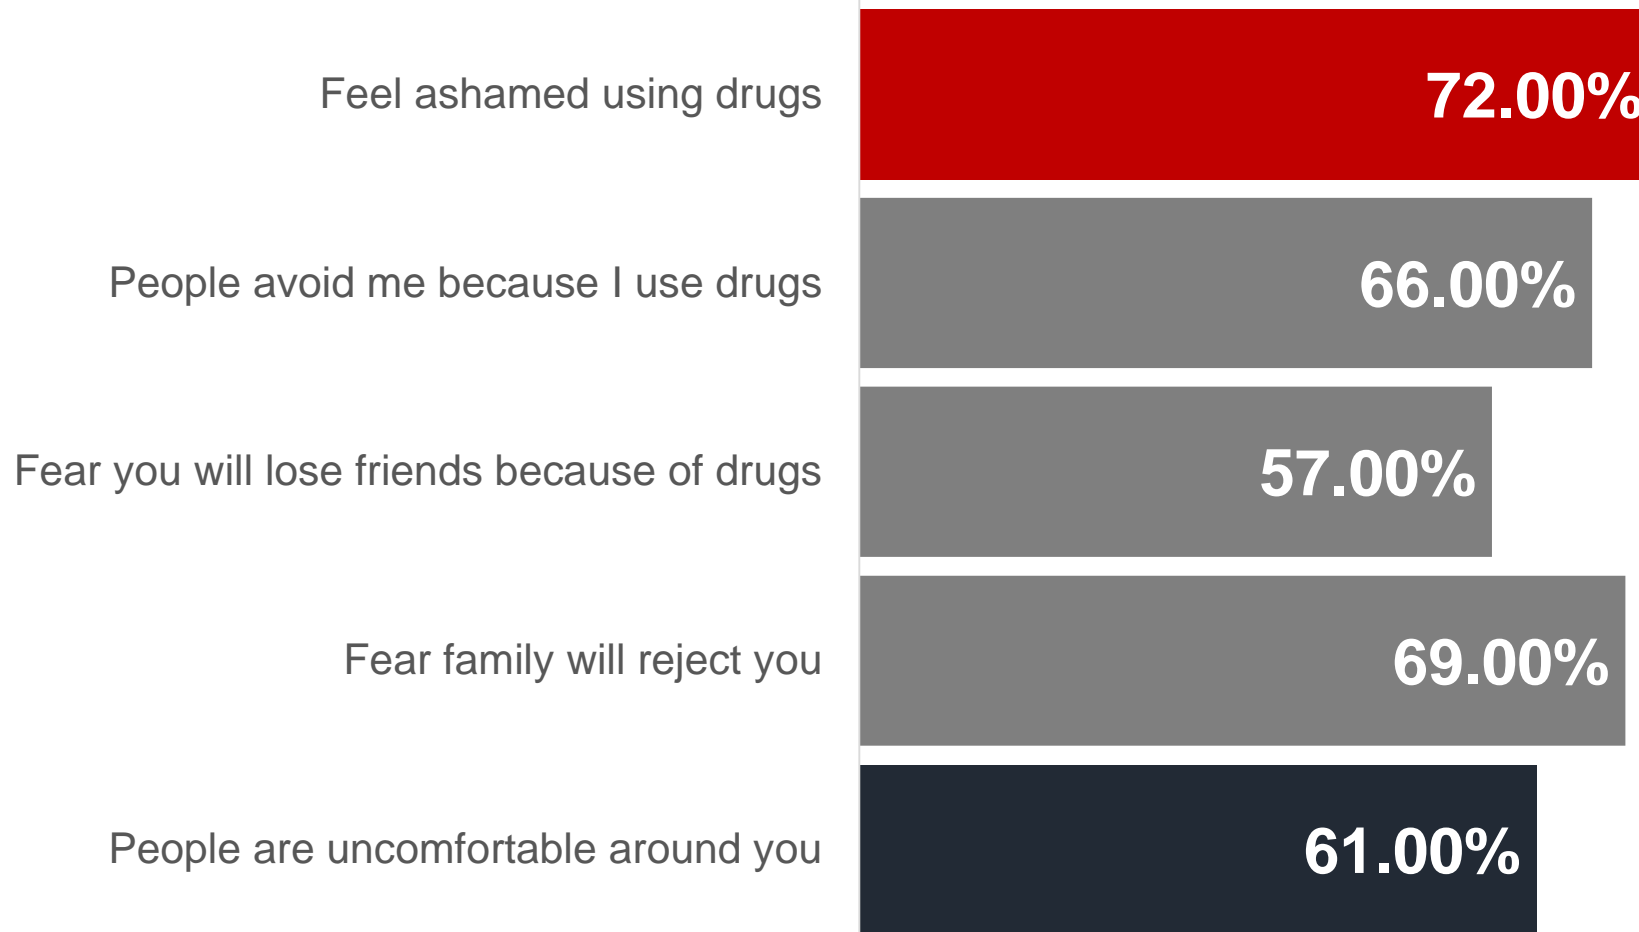 Feel ashamed using drugs 72.00%
People avoid me because I use drugs 66.00%
Fear you will lose friends because of drugs 57.00%
Fear family will reject you 69.00%
People are uncomfortable around you 61.00%